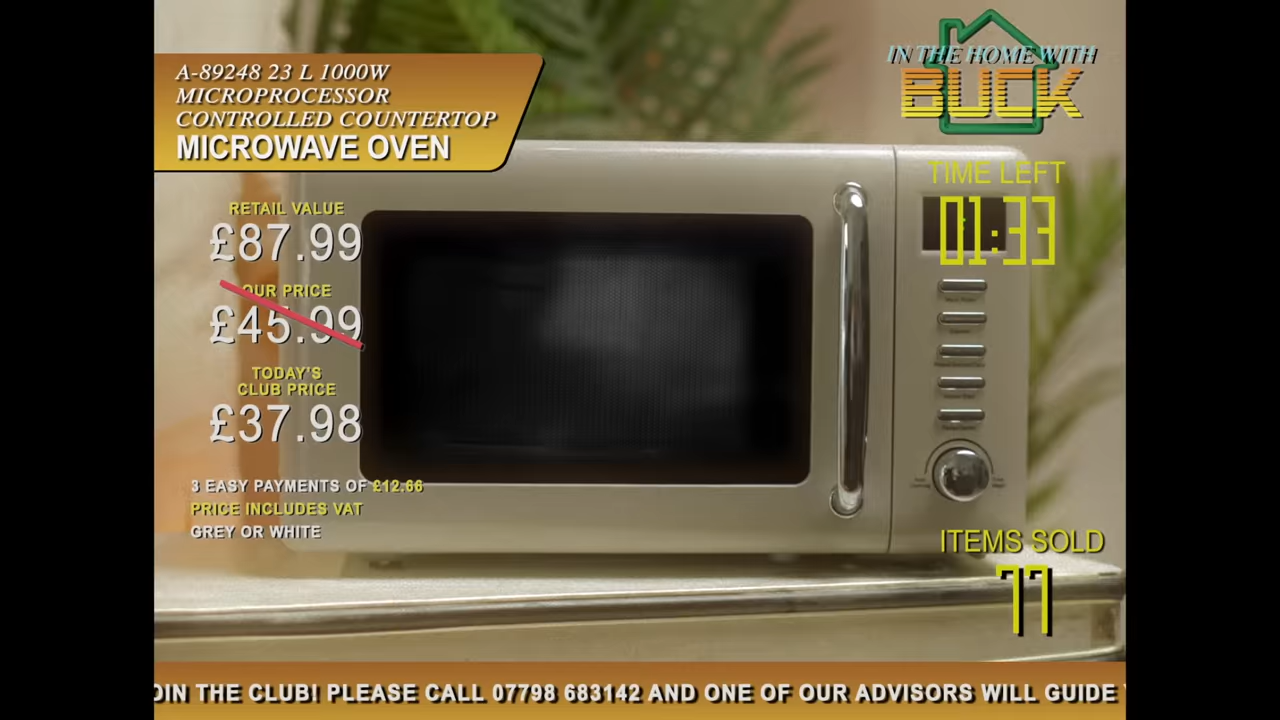 A-89248 23 L 1000W
MICROPROCESSOR
CONTROLLED COUNTERTOP
MICROWAVE OVEN
IN THE HOME WITH
BUCK
TIME LEFT
01:33
RETAIL VALUE
£87.99
OUR PRICE
£45.99
TODAY'S
CLUB PRICE
£37.98
3 EASY PAYMENTS OF £12.66
PRICE INCLUDES VAT
GREY OR WHITE
ITEMS SOLD
77
OIN THE CLUB! PLEASE CALL 07798 683142 AND ONE OF OUR ADVISORS WILL GUIDE